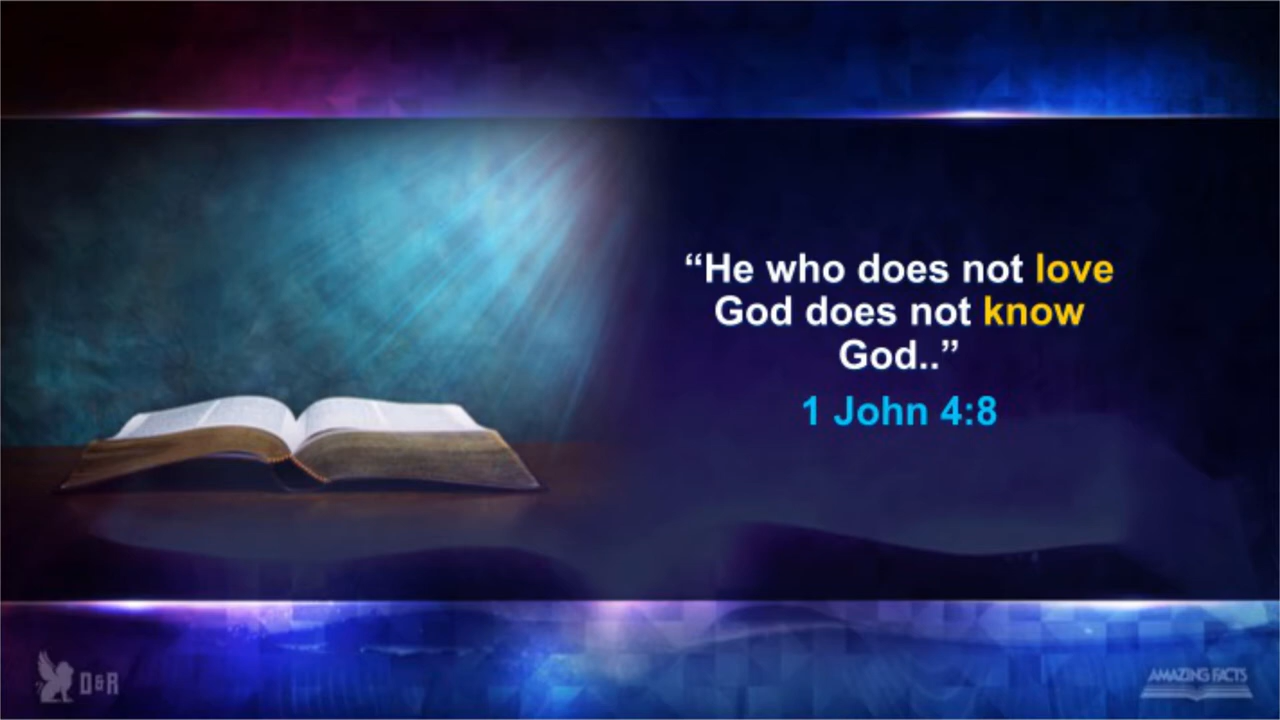 “He who does not love
God does not know
God..”
1 John 4:8
D&R
AMAZING FACTS